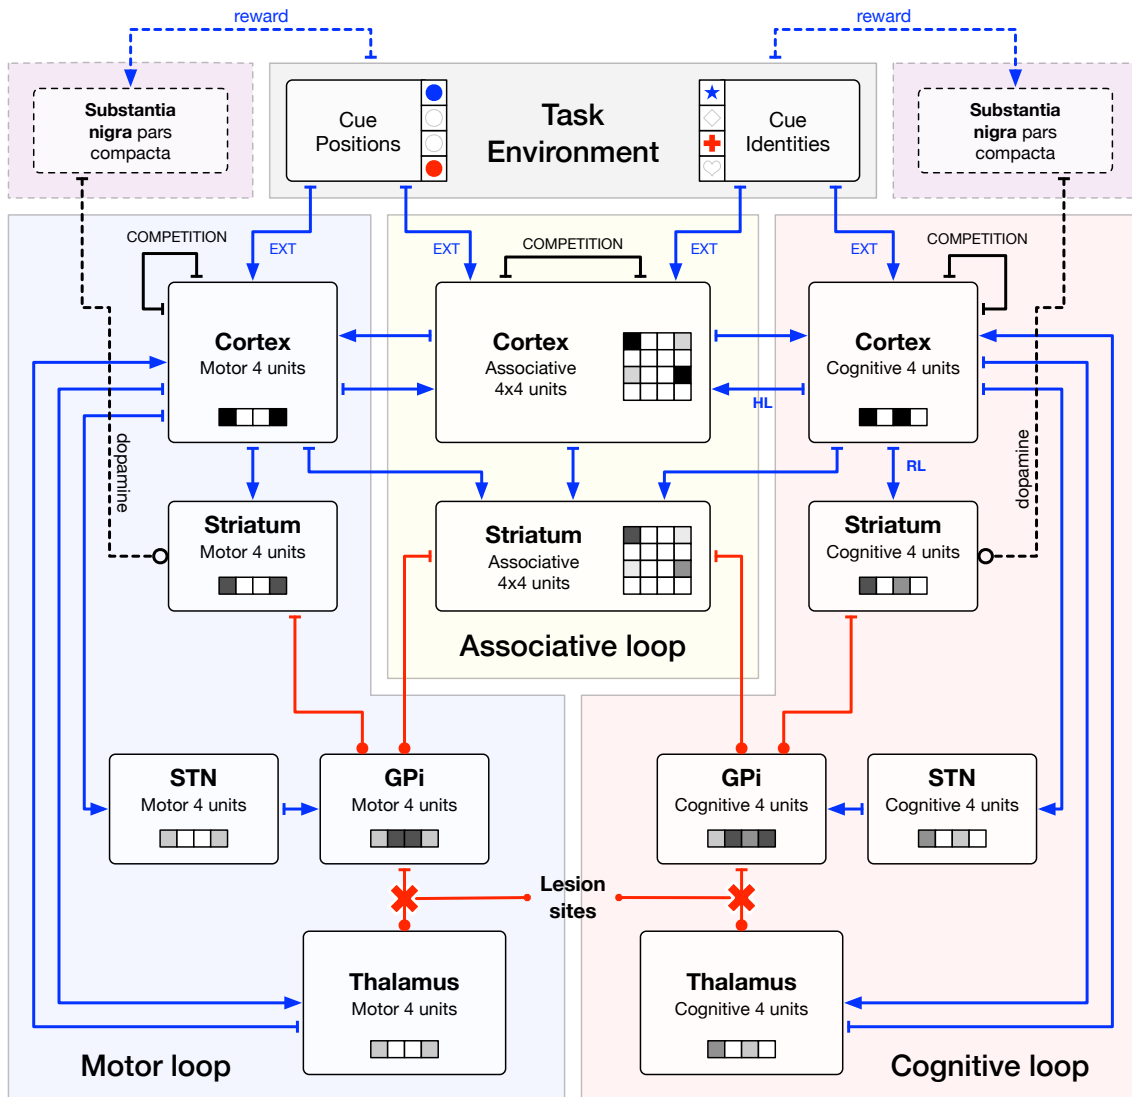 reward
reward
Substantia
nigra pars
compacta
Cue
Positions
Task
Environment
Cue
Identities
Substantia
nigra pars
compacta
COMPETITION
EXT
EXT
COMPETITION
EXT
EXT
COMPETITION
Cortex
Motor 4 units
Cortex
Associative
4x4 units
Cortex
Cognitive 4 units
HL
dopamine
RL
dopamine
Striatum
Motor 4 units
Striatum
Associative
4x4 units
Striatum
Cognitive 4 units
Associative loop
STN
Motor 4 units
GPi
Motor 4 units
GPi
Cognitive 4 units
STN
Cognitive 4 units
Lesion
sites
Thalamus
Motor 4 units
Thalamus
Cognitive 4 units
Motor loop
Cognitive loop